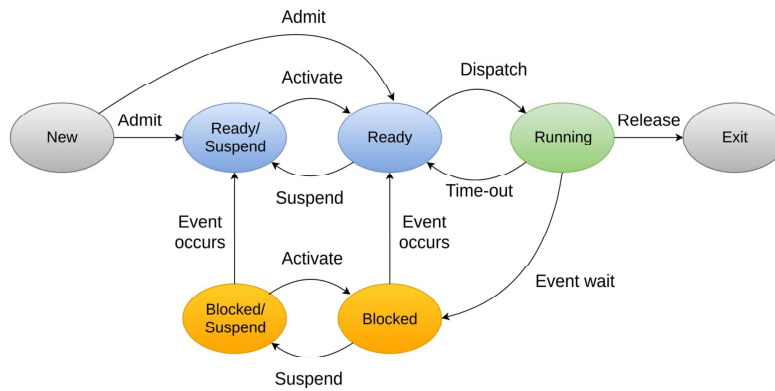 Admit
Activate
Dispatch
New
Admit
Ready/
Suspend
Ready
Running
Release
Exit
Suspend
Time-out
Event
occurs
Event
occurs
Activate
Event wait
Blocked/
Suspend
Blocked
Suspend